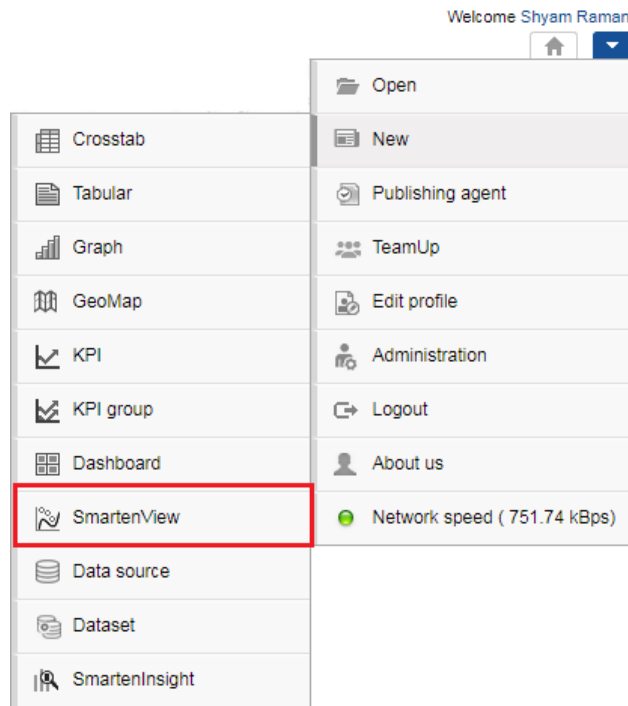 Welcome Shyam Raman
Open
New
Publishing agent
TeamUp
Edit profile
Administration
Logout
About us
Network speed ( 751.74 kBps)
Crosstab
Tabular
Graph
GeoMap
KPI
KPI group
Dashboard
SmartenView
Data source
Dataset
SmartenInsight